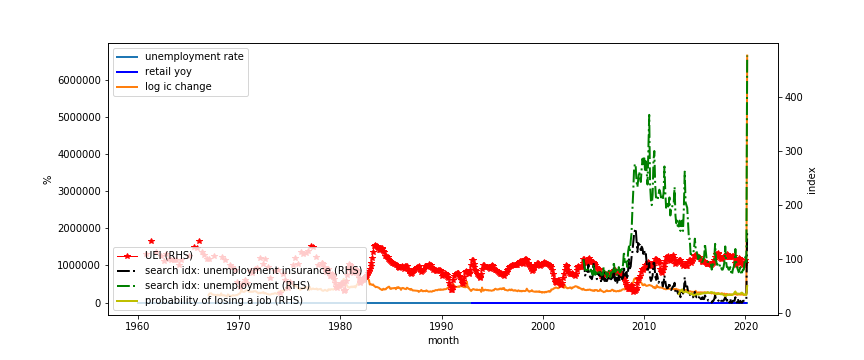 unemployment rate
retail yoy
log ic change
6000000
5000000
4000000
3000000
2000000
1000000
0
%
400
300
200
100
0
index
UEI (RHS)
search idx: unemployment insurance (RHS)
search idx: unemployment (RHS)
probability of losing a job (RHS)
1960 1970 1980 1990 2000 2010 2020
month